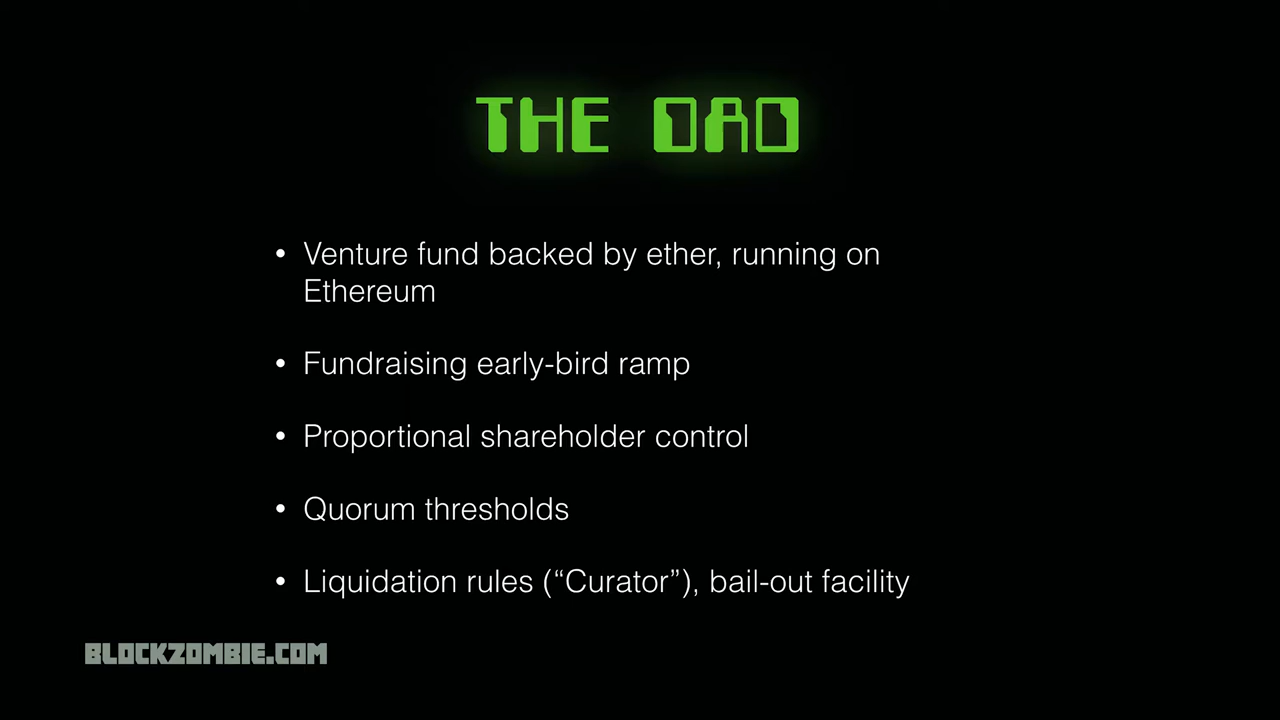 THE DAO
• Venture fund backed by ether, running on
Ethereum
• Fundraising early-bird ramp
• Proportional shareholder control
• Quorum thresholds
• Liquidation rules (“Curator”), bail-out facility
BLOCKZOMBIE.COM